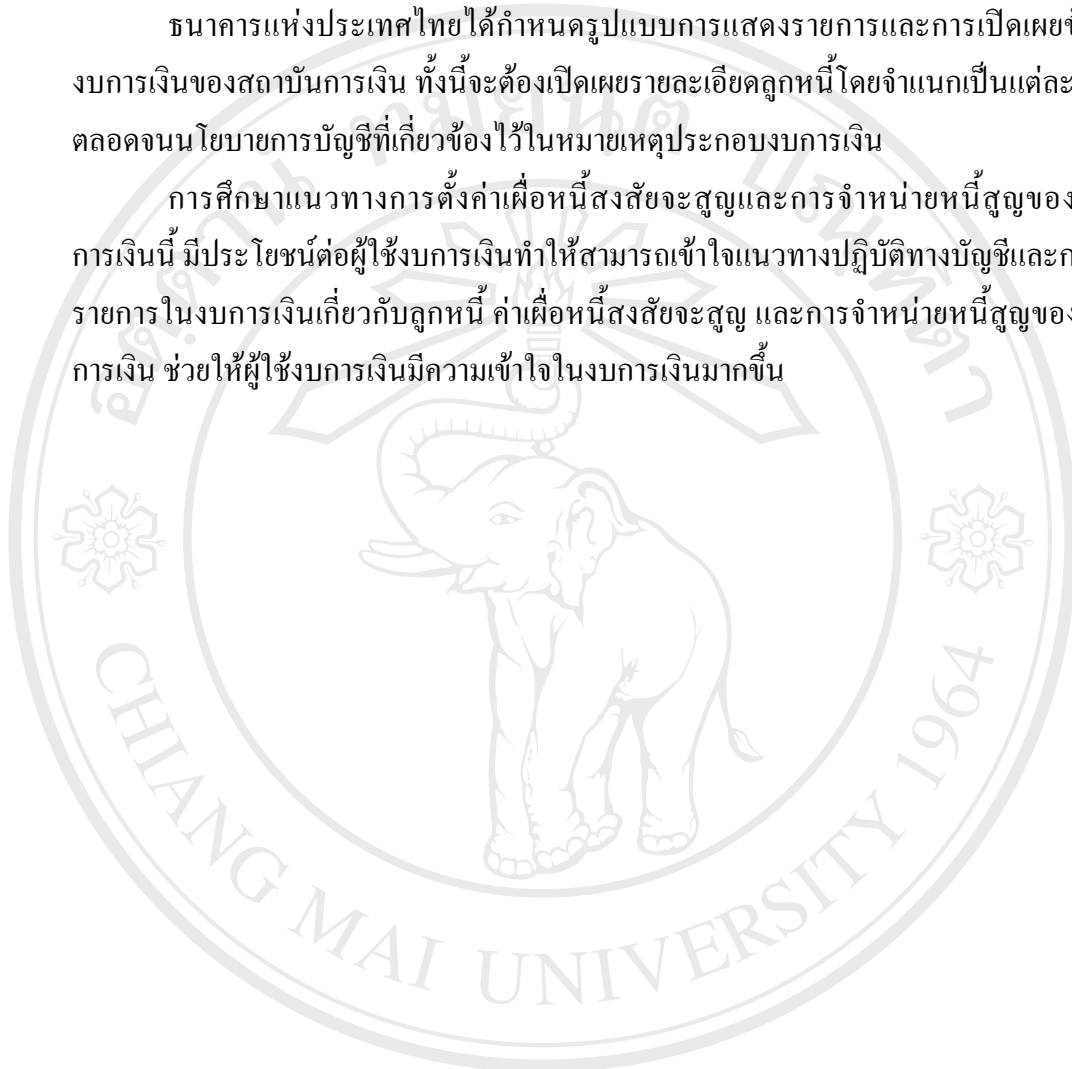 ธนาคารแห่งประเทศไทยได้กำหนดรูปแบบการแสดงรายการและการเปิดเผย
งบการเงินของสถาบันการเงิน ทั้งนี้จะต้องเปิดเผยรายละเอียดลูกหนี้โดยจำแนกเป็นแต่ละ
ตลอดจนนโยบายการบัญชีที่เกี่ยวข้องไว้ในหมายเหตุประกอบงบการเงิน
การศึกษาแนวทางการตั้งค่าเผื่อหนี้สงสัยจะสูญและการจำหน่ายหนี้สูญของ
การเงินนี้ มีประโยชน์ต่อผู้ใช้งบการเงินทำให้สามารถเข้าใจแนวทางปฏิบัติทางบัญชีและ
รายการในงบการเงินเกี่ยวกับลูกหนี้ ค่าเผื่อหนี้สงสัยจะสูญ และการจำหน่ายหนี้สูญของ
การเงิน ช่วยให้ผู้ใช้งบการเงินมีความเข้าใจในงบการเงินมากขึ้น
อตฺตานํ ทมยนฺติ ปณฺฑิตา
CHIANG MAI UNIVERSITY 1964